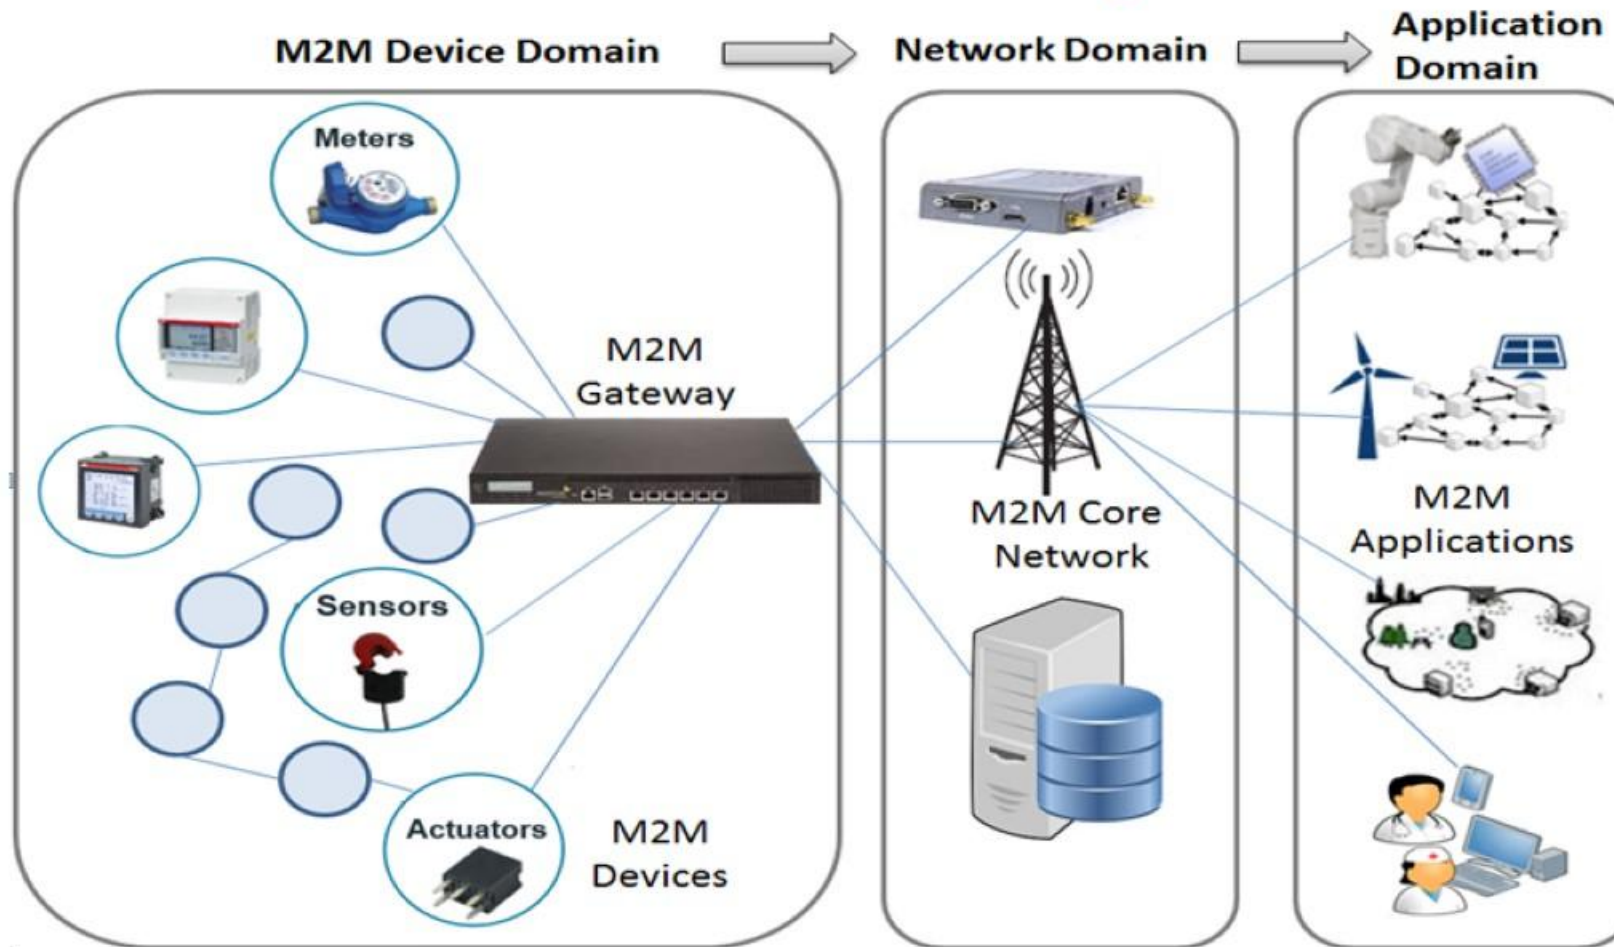 M2M Device Domain
Network Domain
Application
Domain
Meters
M2M
Gateway
Sensors
Actuators
M2M
Devices
M2M Core
Network
M2M
Applications